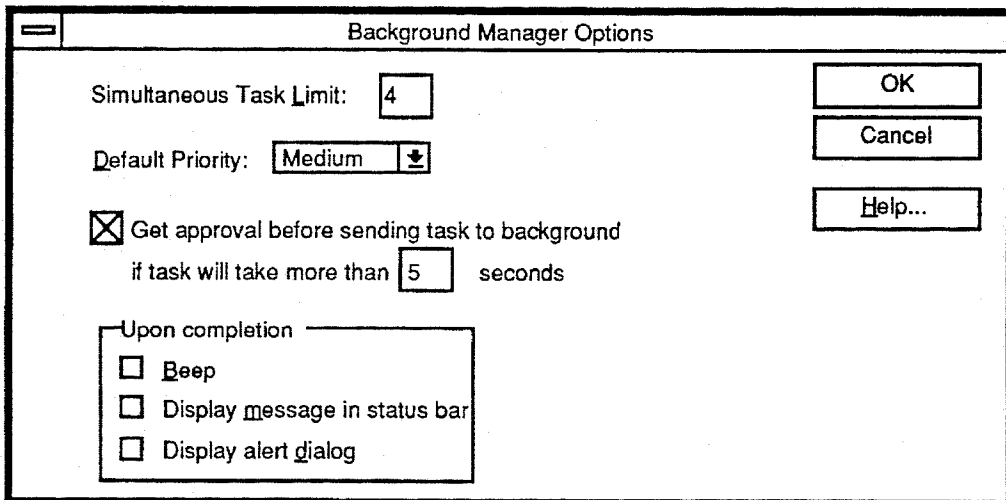 Background Manager Options
Simultaneous Task Limit: 4
OK
Cancel
Default Priority: Medium
Help...
Get approval before sending task to background
if task will take more than 5 seconds
Upon completion
Beep
Display message in status bar
Display alert dialog